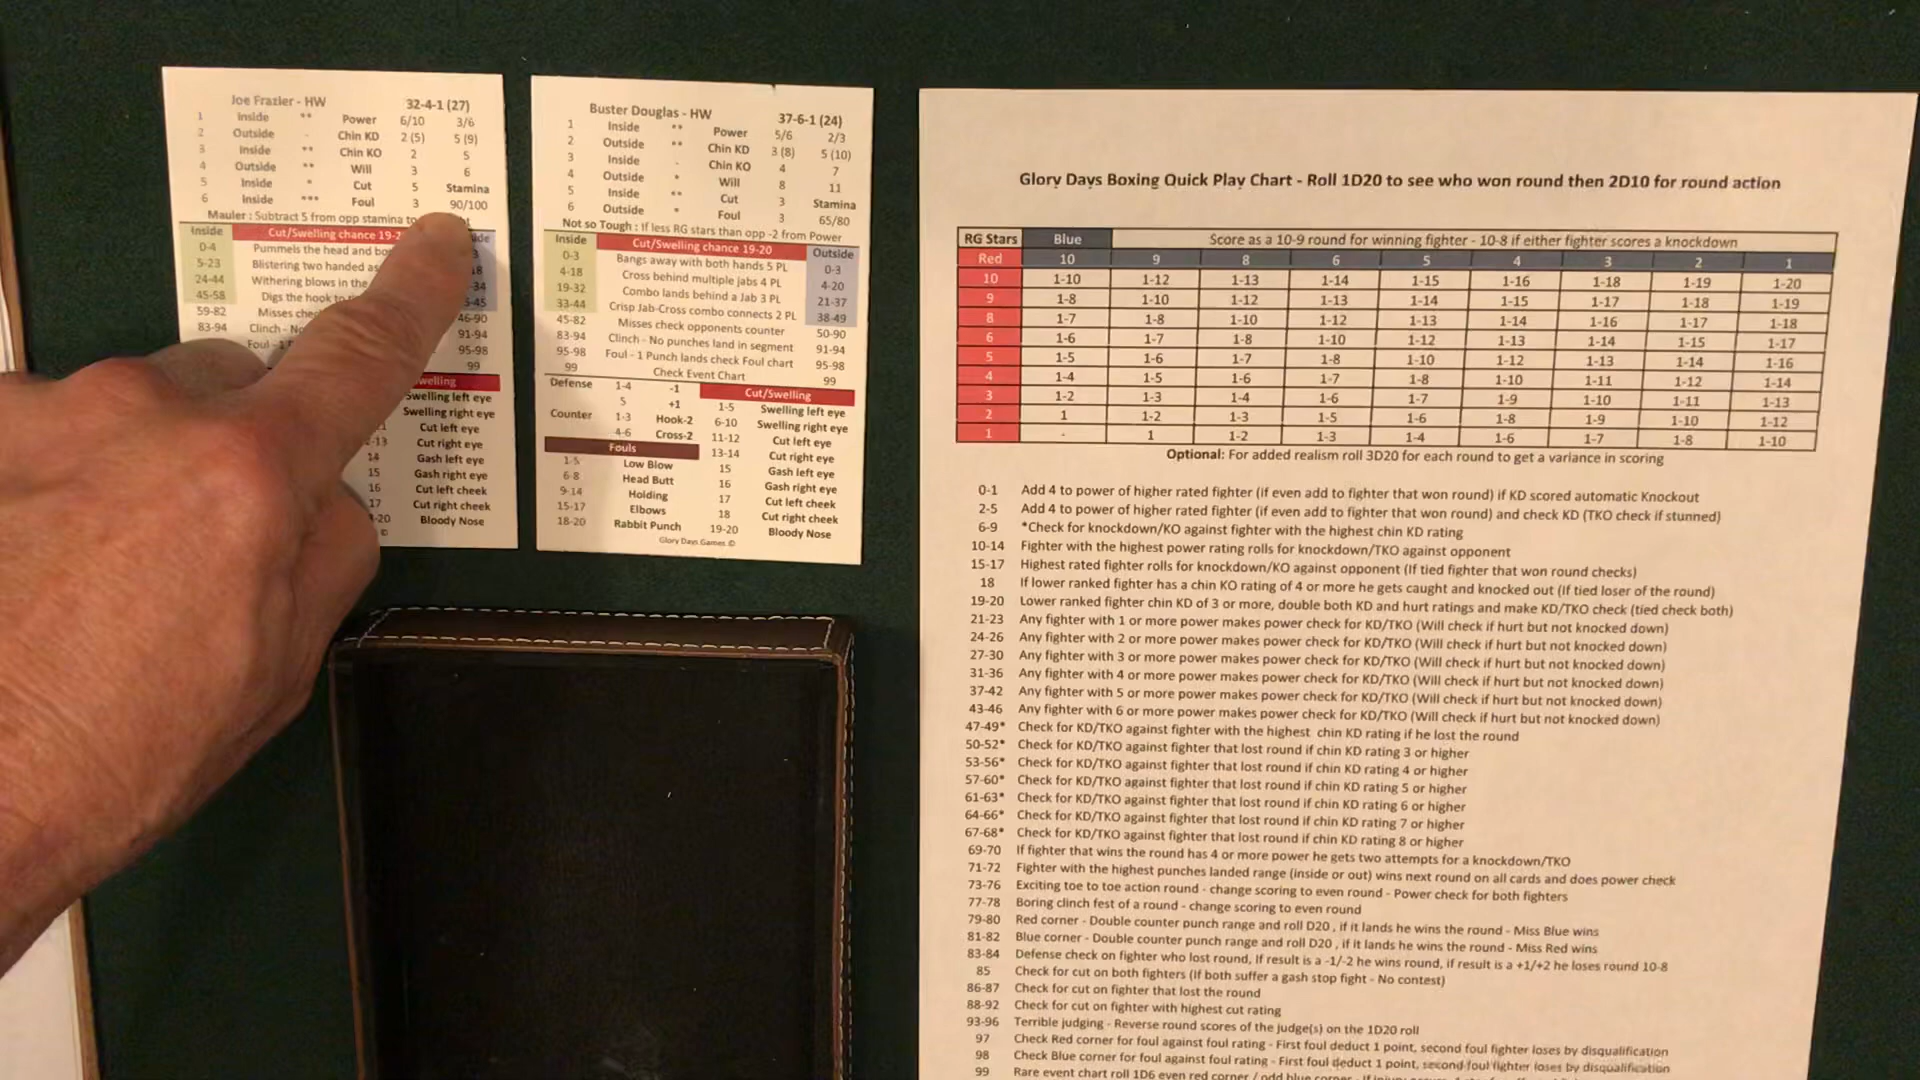 Joe Frazier - HW 32-4-1 (27)
1 Inside ** Power 6/10 3/6
2 Outside - Chin KD 2 (5) 5 (9)
3 Inside ** Chin KO 2 5
4 Outside ** Will 3 6
5 Inside * Cut 5 Stamina
6 Inside *** Foul 3 90/100
Mauler : Subtract 5 from opp stamina to
Inside Cut/Swelling chance 19-2
0-4 Pummels the head and
5-23 Blistering two handed
24-44 Withering blows in the
45-58 Digs the hook to
59-82 Misses 46-90
83-94 Clinch - 91-94
Foul - 1 95-98
99
Swelling
Swelling left eye
Swelling right eye
Cut left eye
Cut right eye
14 Gash left eye
15 Gash right eye
16 Cut left cheek
17 Cut right cheek
-20 Bloody Nose
©
Buster Douglas - HW 37-6-1 (24)
1 Inside ** Power 5/6 2/3
2 Outside ** Chin KD 3 (8) 5 (10)
3 Inside - Chin KO 4 7
4 Outside * Will 8 11
5 Inside ** Cut 3 Stamina
6 Outside * Foul 3 65/80
Not so Tough : If less RG stars than opp -2 from Power
Inside Cut/Swelling chance 19-20 Outside
0-3 Bangs away with both hands 5 PL 0-3
4-18 Cross behind multiple jabs 4 PL 4-20
19-32 Combo lands behind a Jab 3 PL 21-37
33-44 Crisp Jab-Cross combo connects 2 PL 38-49
45-82 Misses check opponents counter 50-90
83-94 Clinch - No punches land in segment 91-94
95-98 Foul - 1 Punch lands check Foul chart 95-98
99 Check Event Chart 99
Defense 1-4 -1 Cut/Swelling
5 +1 1-5 Swelling left eye
Counter 1-3 Hook-2 6-10 Swelling right eye
4-6 Cross-2 11-12 Cut left eye
Fouls 13-14 Cut right eye
1-5 Low Blow 15 Gash left eye
6-8 Head Butt 16 Gash right eye
9-14 Holding 17 Cut left cheek
15-17 Elbows 18 Cut right cheek
18-20 Rabbit Punch 19-20 Bloody Nose
Glory Days Games ©
Glory Days Boxing Quick Play Chart - Roll 1D20 to see who won round then 2D10 for round action
RG Stars Blue Score as a 10-9 round for winning fighter - 10-8 if either fighter scores a knockdown
Red 10 9 8 6 5 4 3 2 1
10 1-10 1-12 1-13 1-14 1-15 1-16 1-18 1-19 1-20
9 1-8 1-10 1-12 1-13 1-14 1-15 1-17 1-18 1-19
8 1-7 1-8 1-10 1-12 1-13 1-14 1-16 1-17 1-18
6 1-6 1-7 1-8 1-10 1-12 1-13 1-14 1-15 1-17
5 1-5 1-6 1-7 1-8 1-10 1-12 1-13 1-14 1-16
4 1-4 1-5 1-6 1-7 1-8 1-10 1-11 1-12 1-14
3 1-2 1-3 1-4 1-6 1-7 1-9 1-10 1-11 1-13
2 1 1-2 1-3 1-5 1-6 1-8 1-9 1-10 1-12
1 - 1 1-2 1-3 1-4 1-6 1-7 1-8 1-10
Optional: For added realism roll 3D20 for each round to get a variance in scoring
0-1 Add 4 to power of higher rated fighter (if even add to fighter that won round) if KD scored automatic Knockout
2-5 Add 4 to power of higher rated fighter (if even add to fighter that won round) and check KD (TKO check if stunned)
6-9 *Check for knockdown/KO against fighter with the highest chin KD rating
10-14 Fighter with the highest power rating rolls for knockdown/TKO against opponent
15-17 Highest rated fighter rolls for knockdown/KO against opponent (If tied fighter that won round checks)
18 If lower ranked fighter has a chin KO rating of 4 or more he gets caught and knocked out (if tied loser of the round)
19-20 Lower ranked fighter chin KD of 3 or more, double both KD and hurt ratings and make KD/TKO check (tied check both)
21-23 Any fighter with 1 or more power makes power check for KD/TKO (Will check if hurt but not knocked down)
24-26 Any fighter with 2 or more power makes power check for KD/TKO (Will check if hurt but not knocked down)
27-30 Any fighter with 3 or more power makes power check for KD/TKO (Will check if hurt but not knocked down)
31-36 Any fighter with 4 or more power makes power check for KD/TKO (Will check if hurt but not knocked down)
37-42 Any fighter with 5 or more power makes power check for KD/TKO (Will check if hurt but not knocked down)
43-46 Any fighter with 6 or more power makes power check for KD/TKO (Will check if hurt but not knocked down)
47-49* Check for KD/TKO against fighter with the highest chin KD rating if he lost the round
50-52* Check for KD/TKO against fighter that lost round if chin KD rating 3 or higher
53-56* Check for KD/TKO against fighter that lost round if chin KD rating 4 or higher
57-60* Check for KD/TKO against fighter that lost round if chin KD rating 5 or higher
61-63* Check for KD/TKO against fighter that lost round if chin KD rating 6 or higher
64-66* Check for KD/TKO against fighter that lost round if chin KD rating 7 or higher
67-68* Check for KD/TKO against fighter that lost round if chin KD rating 8 or higher
69-70 If fighter that wins the round has 4 or more power he gets two attempts for a knockdown/TKO
71-72 Fighter with the highest punches landed range (inside or out) wins next round on all cards and does power check
73-76 Exciting toe to toe action round - change scoring to even round - Power check for both fighters
77-78 Boring clinch fest of a round - change scoring to even round
79-80 Red corner - Double counter punch range and roll D20 , if it lands he wins the round - Miss Blue wins
81-82 Blue corner - Double counter punch range and roll D20 , if it lands he wins the round - Miss Red wins
83-84 Defense check on fighter who lost round, If result is a -1/-2 he wins round, if result is a +1/+2 he loses round 10-8
85 Check for cut on both fighters (If both suffer a gash stop fight - No contest)
86-87 Check for cut on fighter that lost the round
88-92 Check for cut on fighter with highest cut rating
93-96 Terrible judging - Reverse round scores of the judge(s) on the 1D20 roll
97 Check Red corner for foul against foul rating - First foul deduct 1 point, second foul fighter loses by disqualification
98 Check Blue corner for foul against foul rating - First foul deduct 1 point, second foul fighter loses by disqualification
99 Rare event chart roll 1D6 even red corner / odd blue corner - If